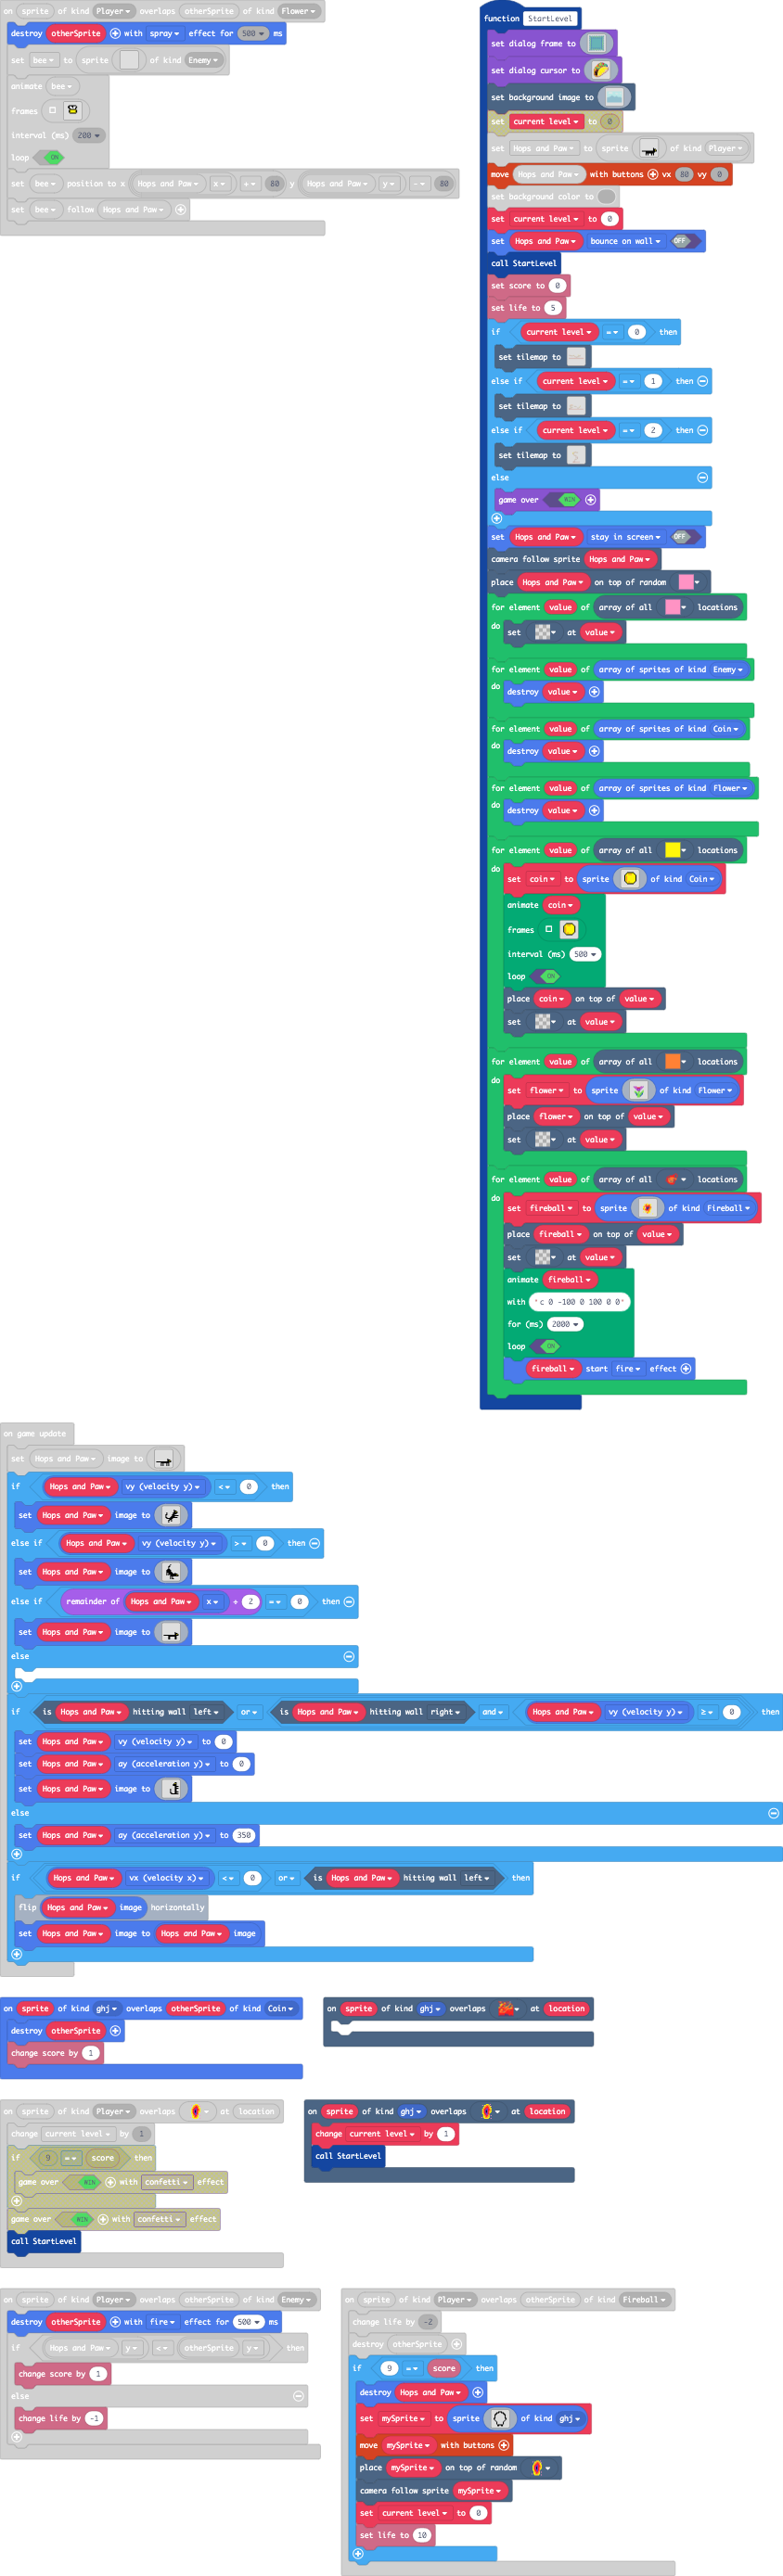 on sprite of kind Player overlaps otherSprite of kind Flower
destroy otherSprite with spray effect for 500 ms
set bee to sprite of kind Enemy
animate bee
frames
interval (ms) 200
loop ON
set bee position to x Hops and Paw x + 80 y Hops and Paw y - 80
set bee follow Hops and Paw
function StartLevel
set dialog frame to
set dialog cursor to
set background image to
set current level to 0
set Hops and Paw to sprite of kind Player
move Hops and Paw with buttons vx 80 vy 0
set background color to
set current level to 0
set Hops and Paw bounce on wall OFF
call StartLevel
set score to 0
set life to 5
if current level = 0 then
set tilemap to
else if current level = 1 then
set tilemap to
else if current level = 2 then
set tilemap to
else
game over WIN
set Hops and Paw stay in screen OFF
camera follow sprite Hops and Paw
place Hops and Paw on top of random
for element value of array of all locations
do set at value
for element value of array of sprites of kind Enemy
do destroy value
for element value of array of sprites of kind Coin
do destroy value
for element value of array of sprites of kind Flower
do destroy value
for element value of array of all locations
do set coin to sprite of kind Coin
animate coin
frames
interval (ms) 500
loop ON
place coin on top of value
set at value
for element value of array of all locations
do set flower to sprite of kind Flower
place flower on top of value
set at value
for element value of array of all locations
do set fireball to sprite of kind Fireball
place fireball on top of value
set at value
animate fireball
with "c 0 -100 0 100 0 0"
for (ms) 2000
loop ON
fireball start fire effect
on game update
set Hops and Paw image to
if Hops and Paw vy (velocity y) < 0 then
set Hops and Paw image to
else if Hops and Paw vy (velocity y) > 0 then
set Hops and Paw image to
else if remainder of Hops and Paw x ÷ 2 = 0 then
set Hops and Paw image to
else
if is Hops and Paw hitting wall left or is Hops and Paw hitting wall right and Hops and Paw vy (velocity y) ≥ 0 then
set Hops and Paw vy (velocity y) to 0
set Hops and Paw ay (acceleration y) to 0
set Hops and Paw image to
else
set Hops and Paw ay (acceleration y) to 350
if Hops and Paw vx (velocity x) < 0 or is Hops and Paw hitting wall left then
flip Hops and Paw image horizontally
set Hops and Paw image to Hops and Paw image
on sprite of kind ghj overlaps otherSprite of kind Coin
destroy otherSprite
change score by 1
on sprite of kind ghj overlaps at location
on sprite of kind Player overlaps at location
change current level by 1
if 9 = score then
game over WIN with confetti effect
game over WIN with confetti effect
call StartLevel
on sprite of kind ghj overlaps at location
change current level by 1
call StartLevel
on sprite of kind Player overlaps otherSprite of kind Enemy
destroy otherSprite with fire effect for 500 ms
if Hops and Paw y < otherSprite y then
change score by 1
else
change life by -1
on sprite of kind Player overlaps otherSprite of kind Fireball
change life by -2
destroy otherSprite
if 9 = score then
destroy Hops and Paw
set mySprite to sprite of kind ghj
move mySprite with buttons
place mySprite on top of random
camera follow sprite mySprite
set current level to 0
set life to 10